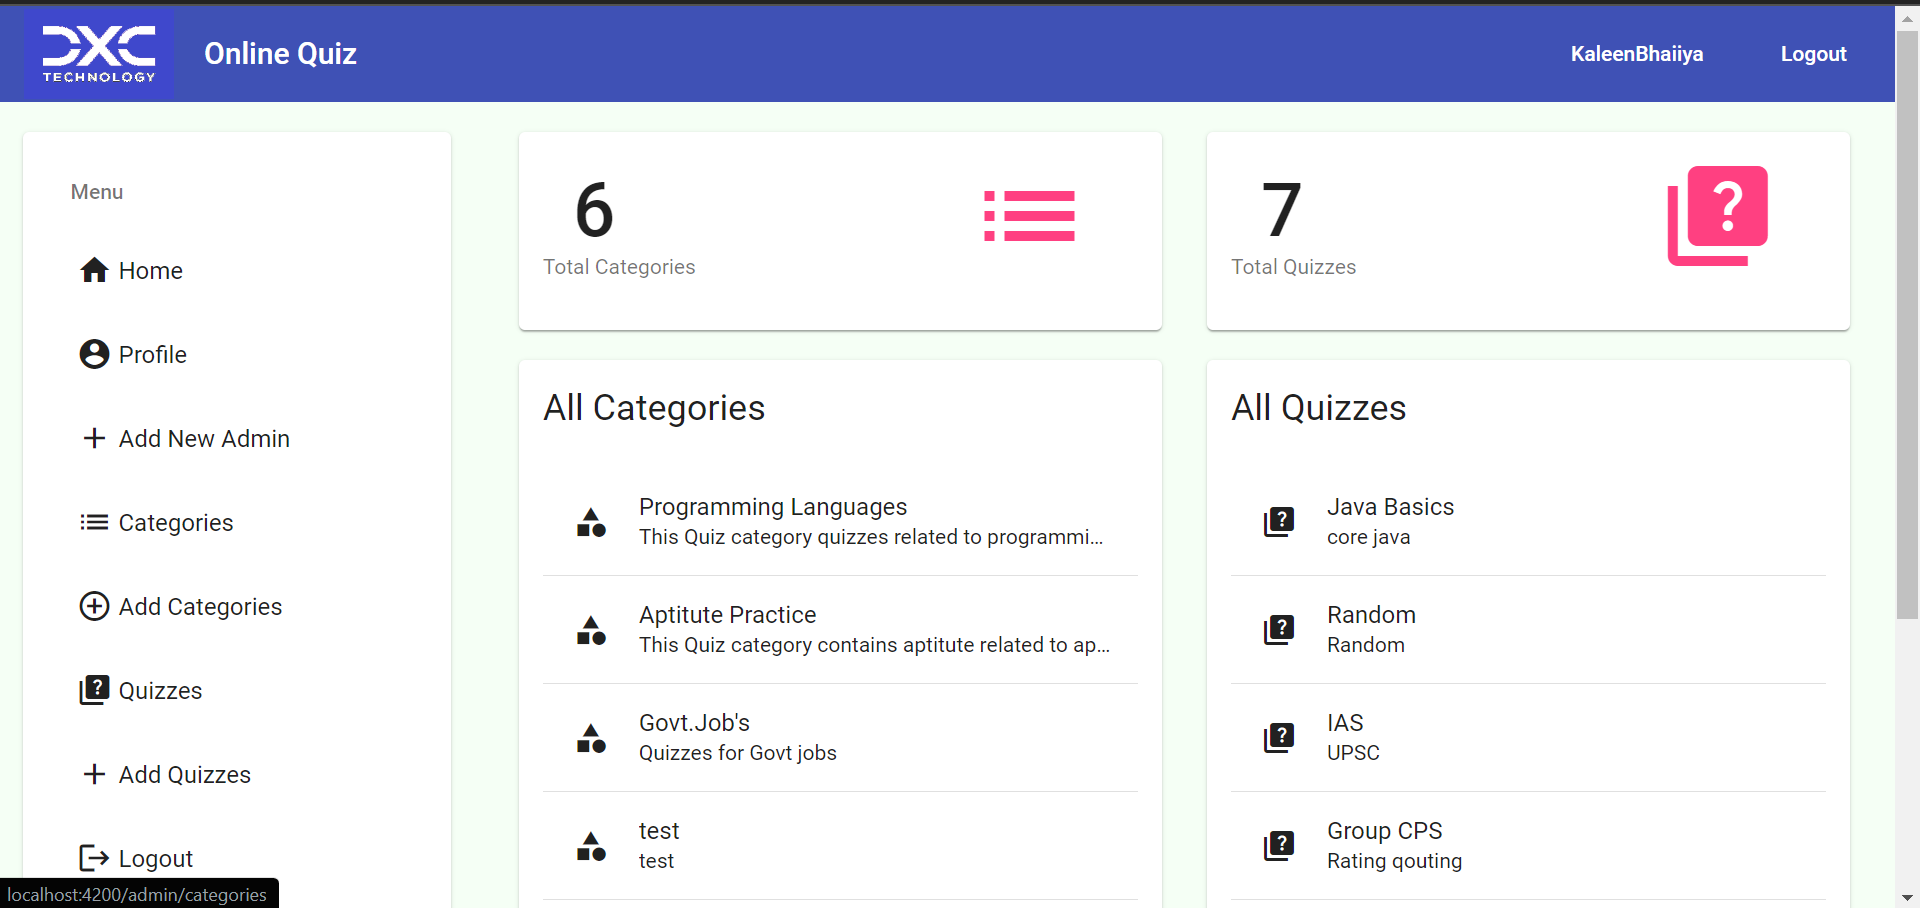 DXC
TECHNOLOGY
Online Quiz
KaleenBhaiiya
Logout
Menu
Home
Profile
Add New Admin
Categories
Add Categories
Quizzes
Add Quizzes
Logout
6
Total Categories
7
Total Quizzes
All Categories
Programming Languages
This Quiz category quizzes related to programmi...
Aptitute Practice
This Quiz category contains aptitute related to ap...
Govt.Job's
Quizzes for Govt jobs
test
test
All Quizzes
Java Basics
core java
Random
Random
IAS
UPSC
Group CPS
Rating qouting
localhost:4200/admin/categories